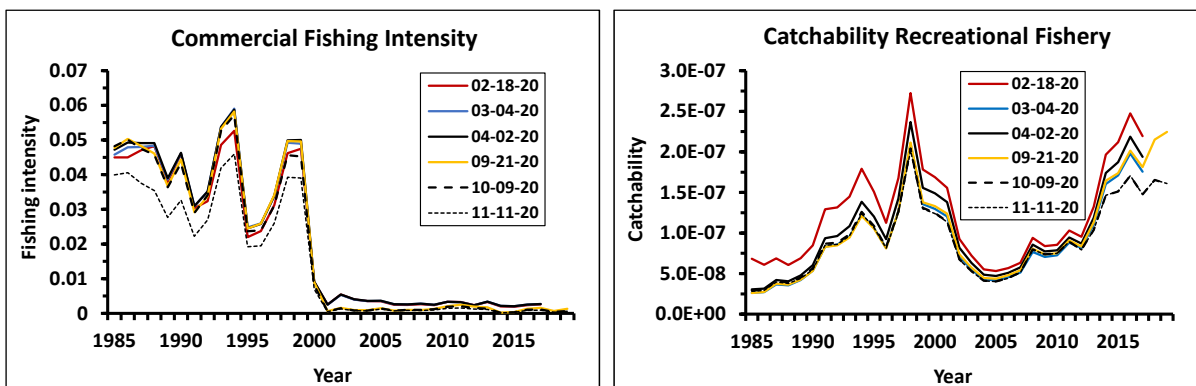 Commercial Fishing Intensity
0.07
0.06
0.05
0.04
0.03
0.02
0.01
0
Fishing intensity
02-18-20
03-04-20
04-02-20
09-21-20
10-09-20
11-11-20
1985 1990 1995 2000 2005 2010 2015
Year
Catchability Recreational Fishery
3.0E-07
2.5E-07
2.0E-07
1.5E-07
1.0E-07
5.0E-08
0.0E+00
Catchability
02-18-20
03-04-20
04-02-20
09-21-20
10-09-20
11-11-20
1985 1990 1995 2000 2005 2010 2015
Year